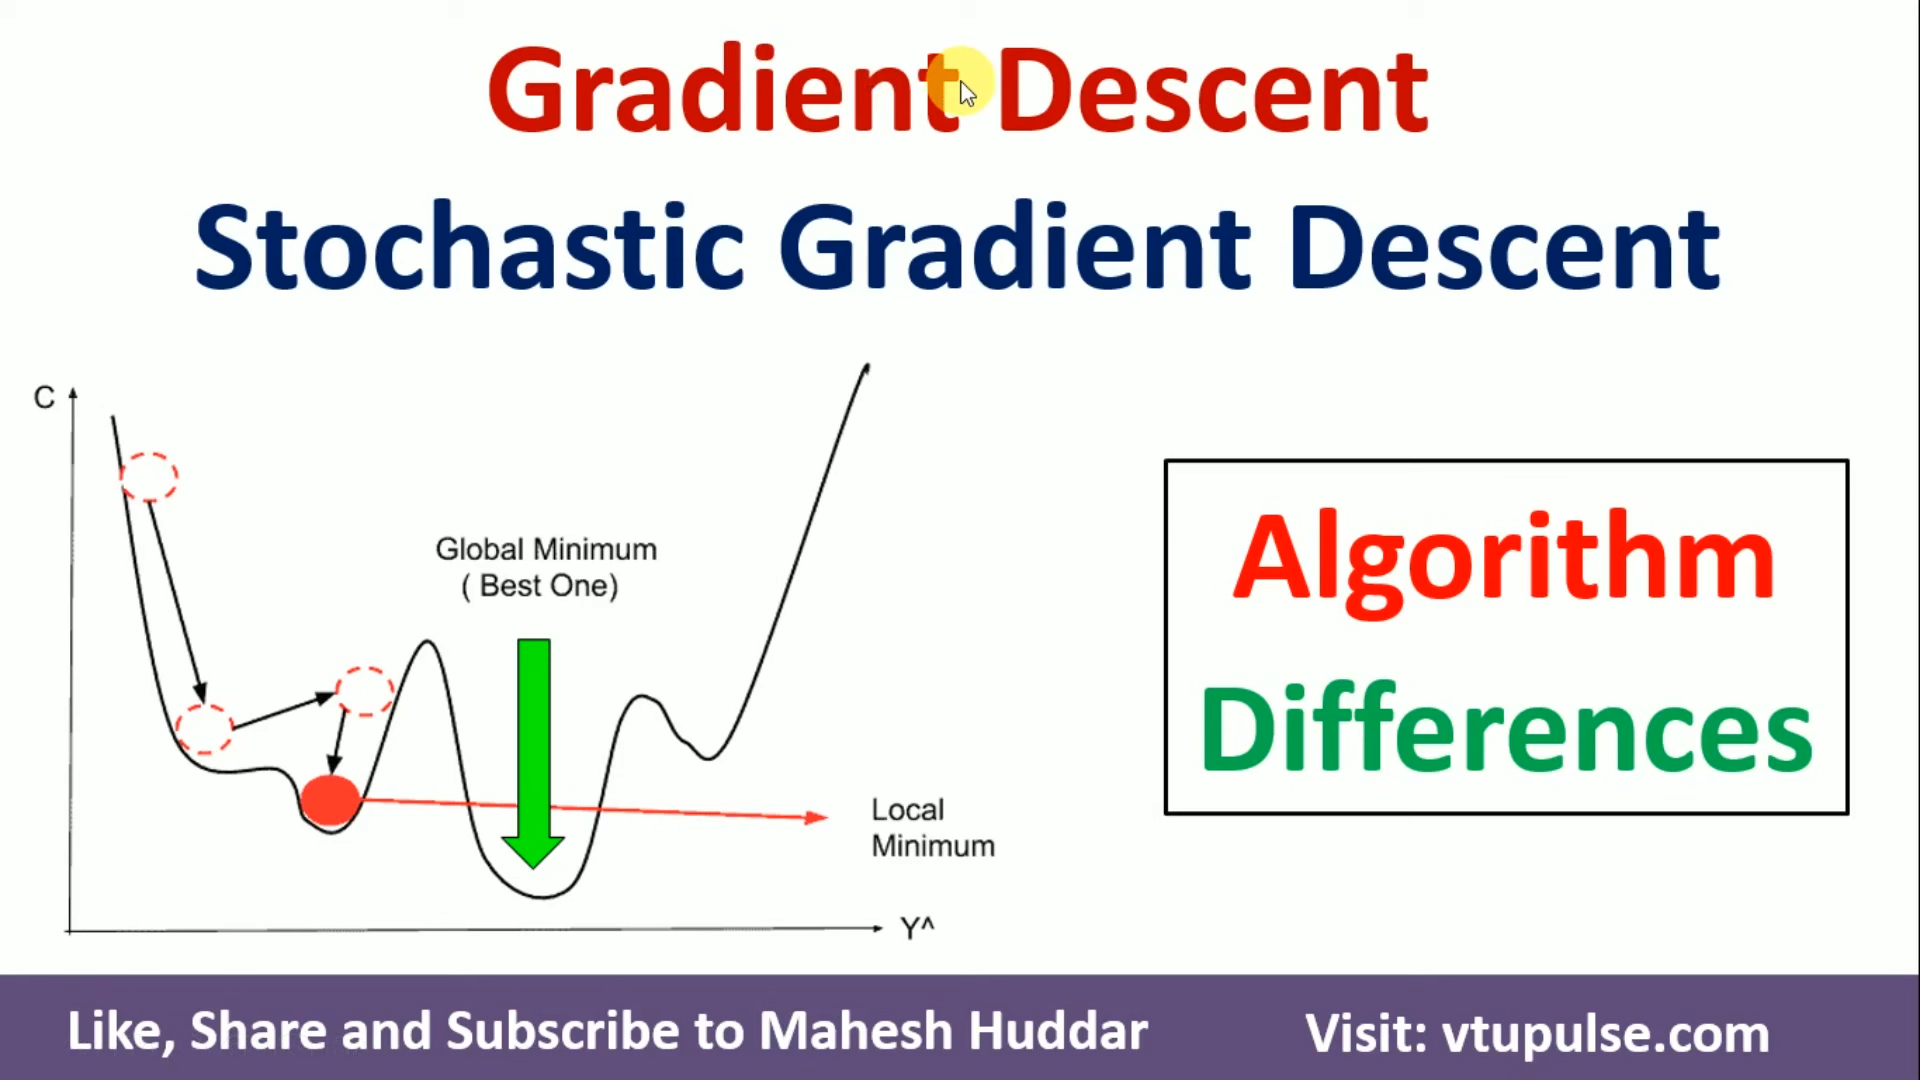 Gradient Descent
Stochastic Gradient Descent
C
Global Minimum
( Best One)
Local
Minimum
Y^
Algorithm
Differences
Like, Share and Subscribe to Mahesh Huddar
Visit: vtupulse.com